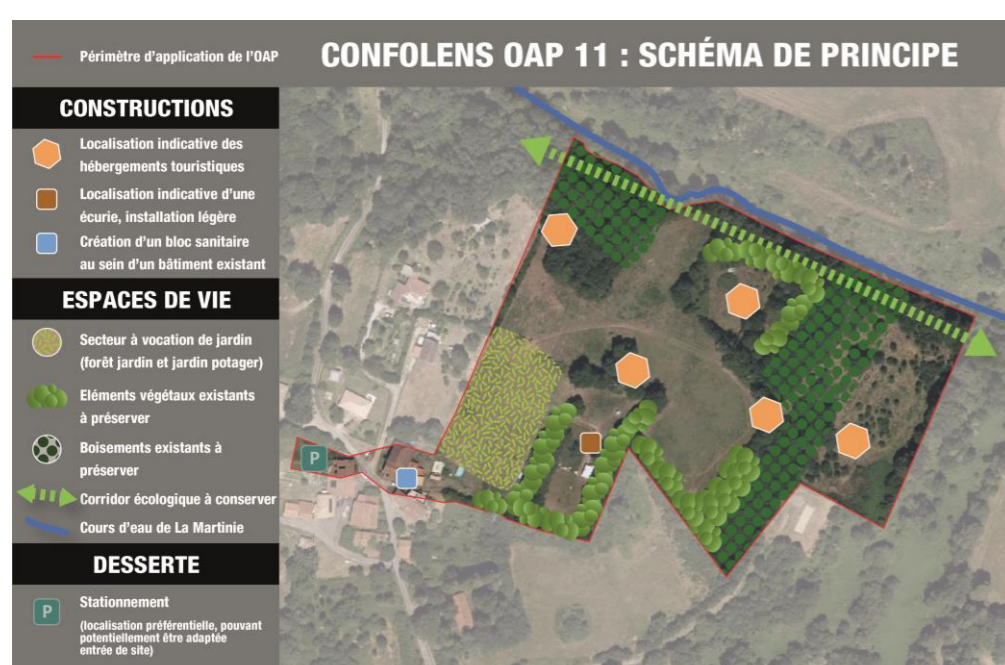 Périmètre d'application de l'OAP
CONFOLENS OAP 11 : SCHÉMA DE PRINCIPE
CONSTRUCTIONS
Localisation indicative des
hébergements touristiques
Localisation indicative d'une
écurie, installation légère
Création d'un bloc sanitaire
au sein d'un bâtiment existant
ESPACES DE VIE
Secteur à vocation de jardin
(forêt jardin et jardin potager)
Eléments végétaux existants
à préserver
Boisements existants à
préserver
Corridor écologique à conserver
Cours d'eau de La Martinie
DESSERTE
P
Stationnement
(localisation préférentielle, pouvant
potentiellement être adaptée
entrée de site)
P